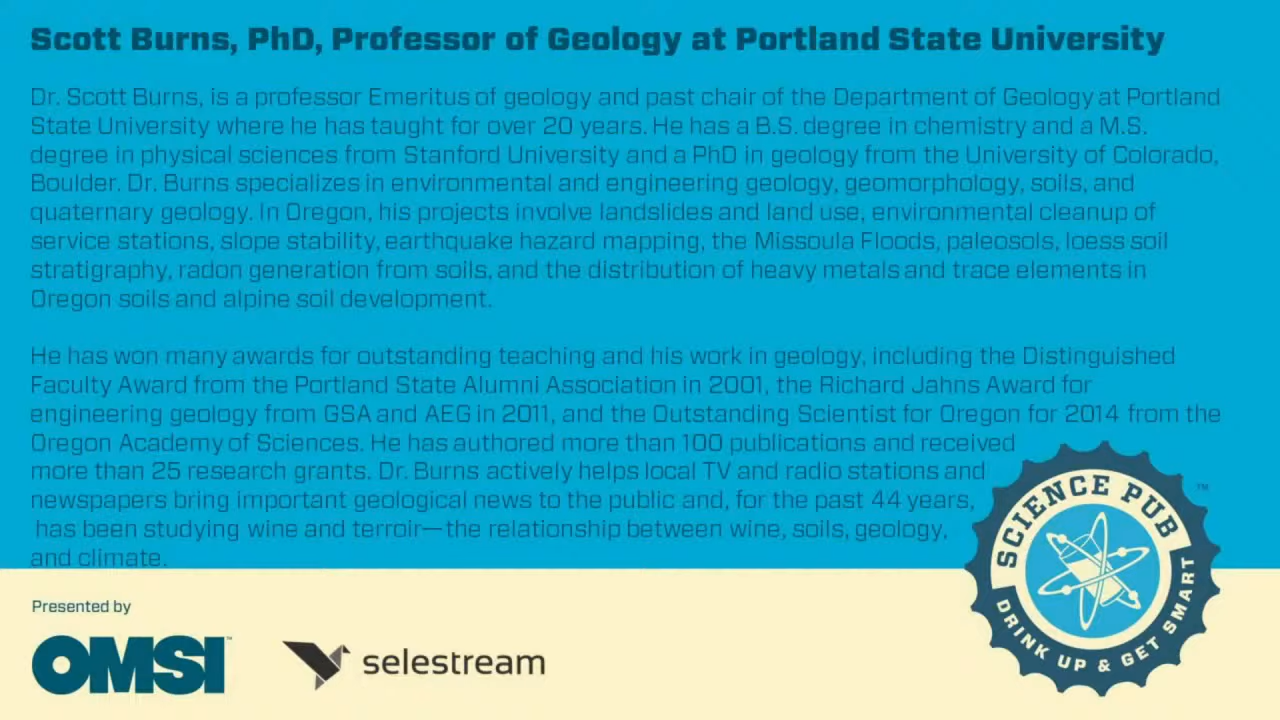 Scott Burns, PhD, Professor of Geology at Portland State University
Dr. Scott Burns, is a professor Emeritus of geology and past chair of the Department of Geology at Portland
State University where he has taught for over 20 years. He has a B.S. degree in chemistry and a M.S.
degree in physical sciences from Stanford University and a PhD in geology from the University of Colorado,
Boulder. Dr. Burns specializes in environmental and engineering geology, geomorphology, soils, and
quaternary geology. In Oregon, his projects involve landslides and land use, environmental cleanup of
service stations, slope stability, earthquake hazard mapping, the Missoula Floods, paleosols, loess soil
stratigraphy, radon generation from soils, and the distribution of heavy metals and trace elements in
Oregon soils and alpine soil development.
He has won many awards for outstanding teaching and his work in geology, including the Distinguished
Faculty Award from the Portland State Alumni Association in 2001, the Richard Jahns Award for
engineering geology from GSA and AEG in 2011, and the Outstanding Scientist for Oregon for 2014 from the
Oregon Academy of Sciences. He has authored more than 100 publications and received
more than 25 research grants. Dr. Burns actively helps local TV and radio stations and
newspapers bring important geological news to the public and, for the past 44 years,
has been studying wine and terroir—the relationship between wine, soils, geology,
and climate.
SCIENCE PUB ™
DRINK UP & GET SMART
Presented by
OMSI™
selestream